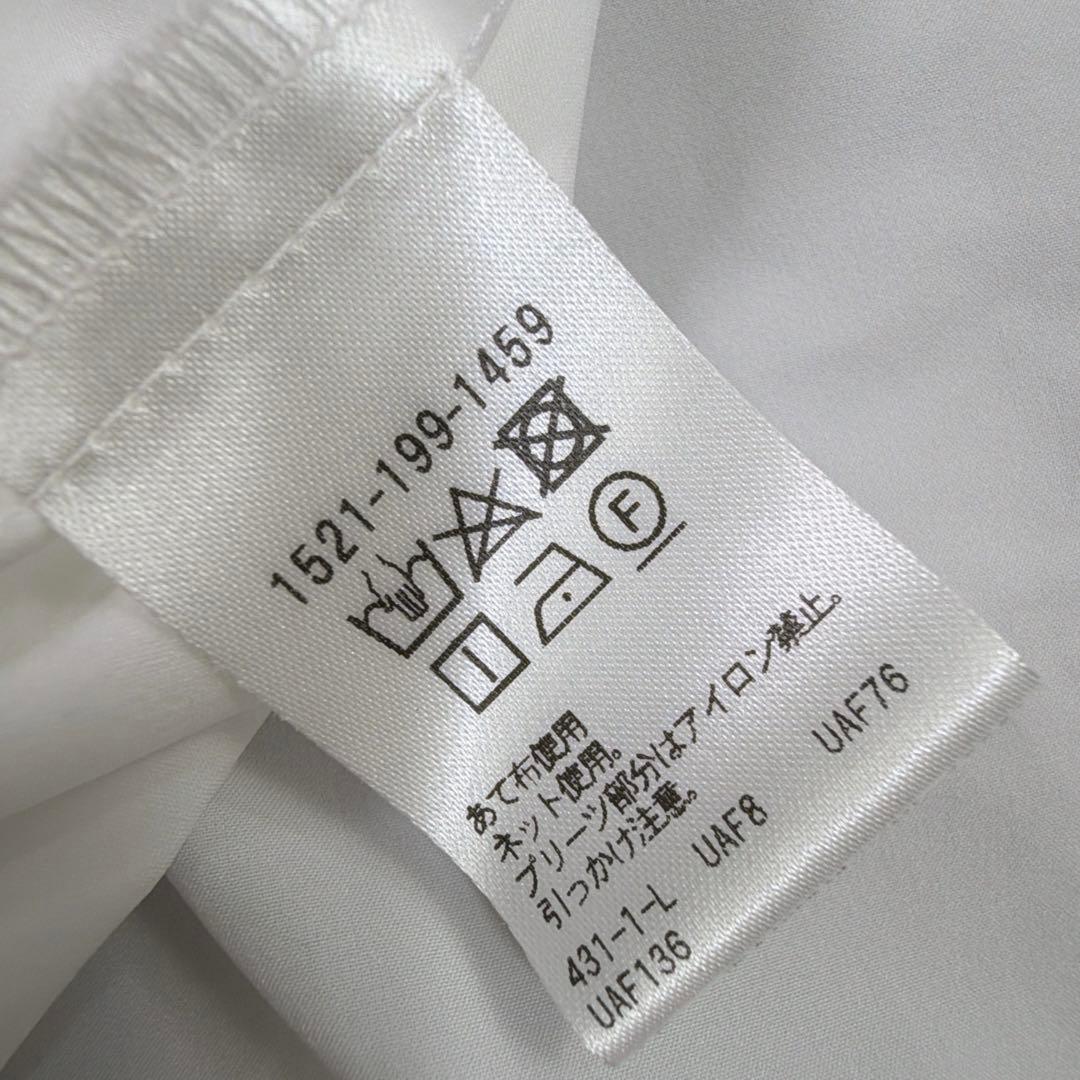 1521-199-1459
F
あて布使用
ネット使用。
プリーツ部分はアイロン禁止。
引っかけ注意。
431-1-L UAF8 UAF76
UAF136